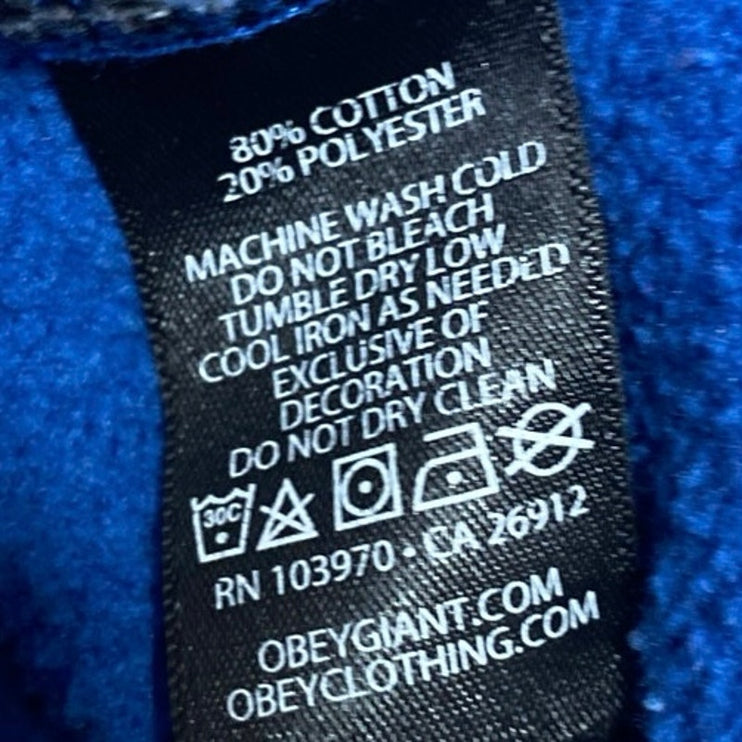 80% COTTON
20% POLYESTER
MACHINE WASH COLD
DO NOT BLEACH
TUMBLE DRY LOW
COOL IRON AS NEEDED
EXCLUSIVE OF
DECORATION
DO NOT DRY CLEAN
30C
RN 103970 • CA 26912
OBEYGIANT.COM
OBEYCLOTHING.COM